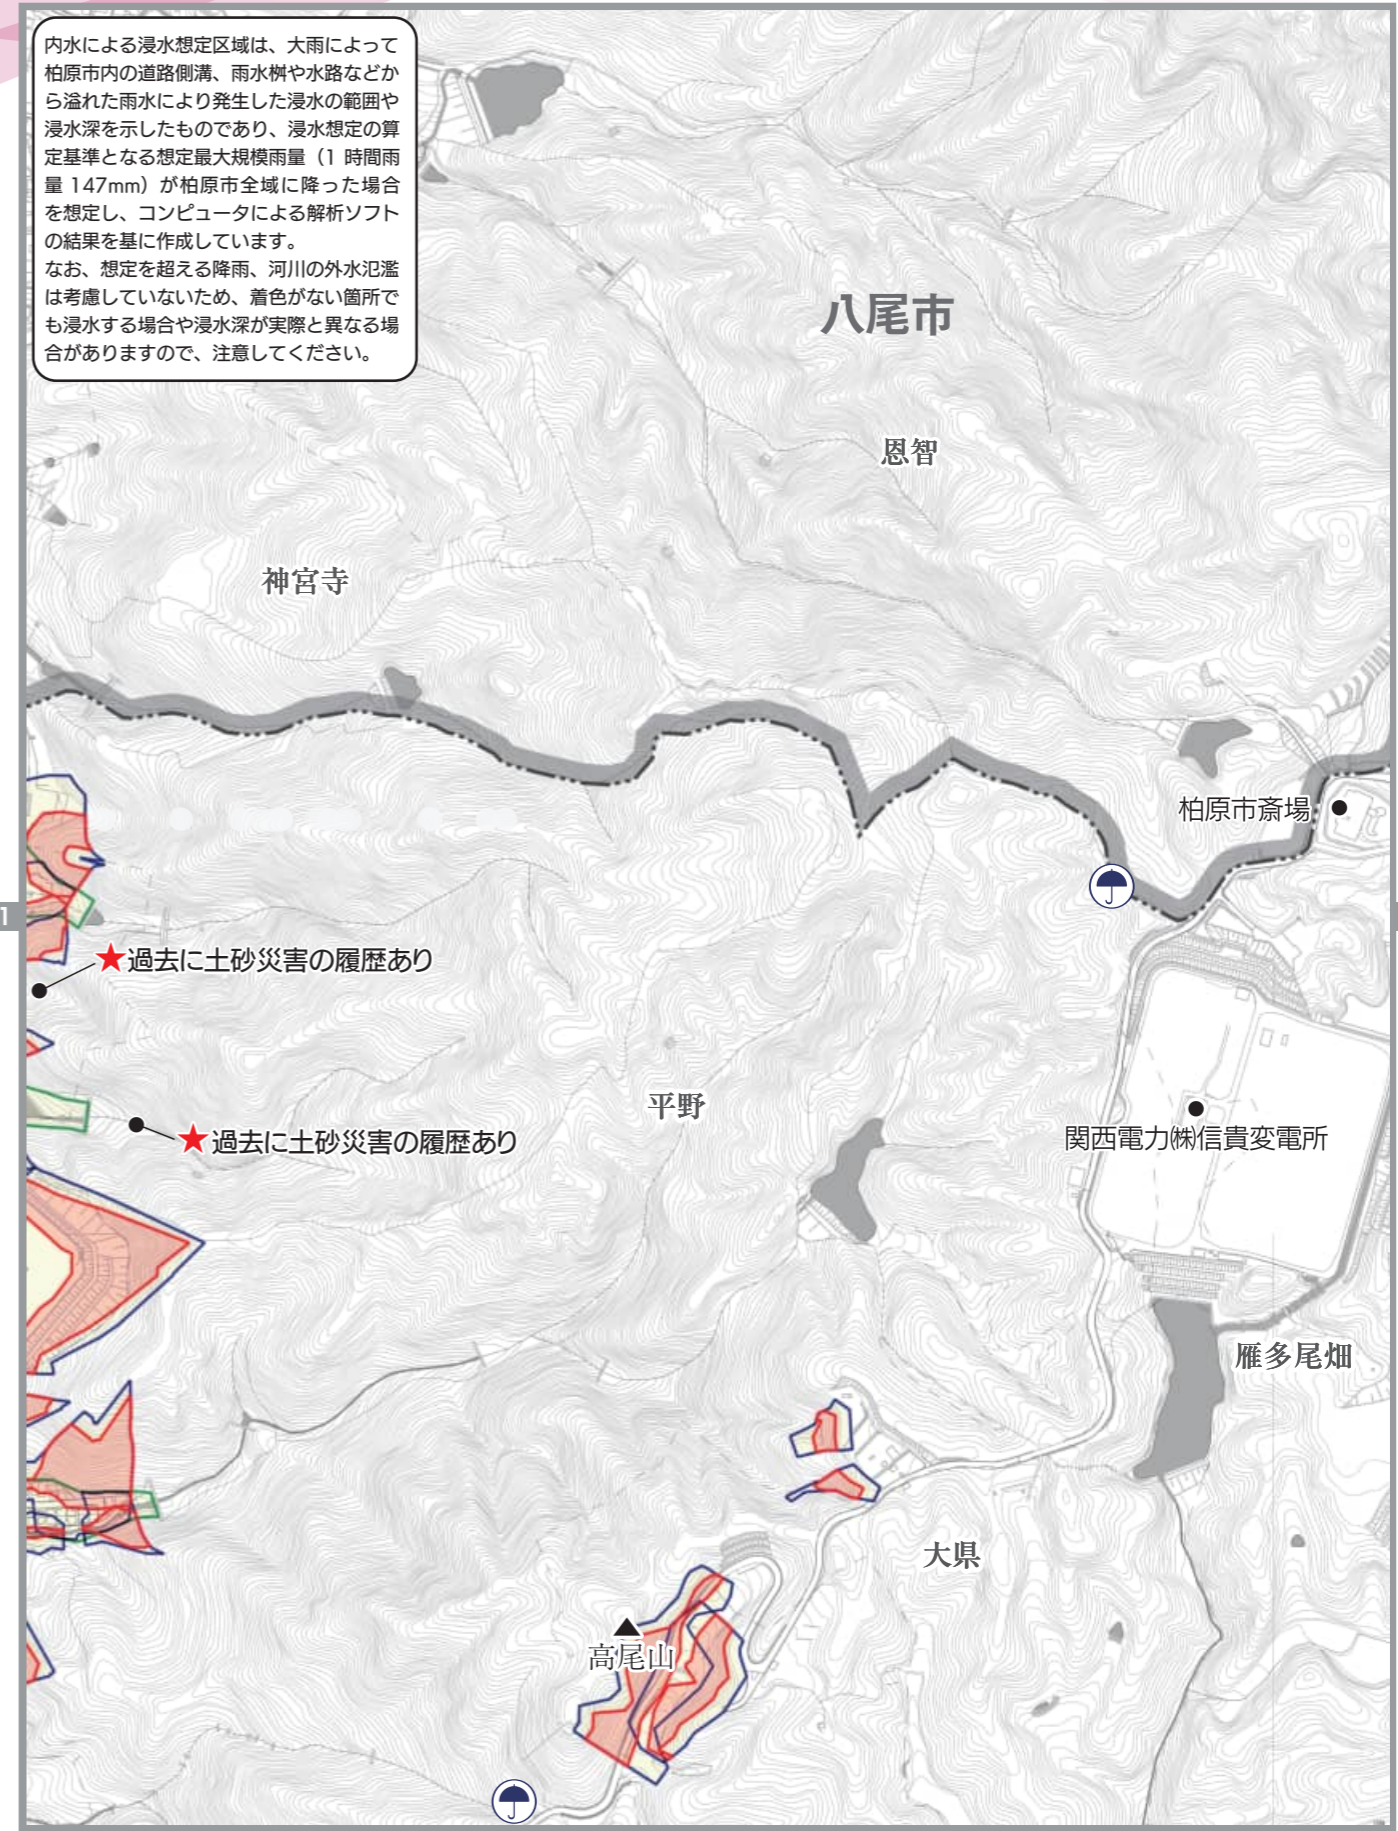 内水による浸水想定区域は、大雨によって
柏原市内の道路側溝、雨水桝や水路などか
ら溢れた雨水により発生した浸水の範囲や
浸水深を示したものであり、浸水想定の算
定基準となる想定最大規模雨量（1 時間雨
量 147mm）が柏原市全域に降った場合
を想定し、コンピュータによる解析ソフト
の結果を基に作成しています。
なお、想定を超える降雨、河川の外水氾濫
は考慮していないため、着色がない箇所で
も浸水する場合や浸水深が実際と異なる場
合がありますので、注意してください。
八尾市
恩智
神宮寺
柏原市斎場
1
★過去に土砂災害の履歴あり
平野
関西電力㈱信貴変電所
★過去に土砂災害の履歴あり
雁多尾畑
大県
高尾山